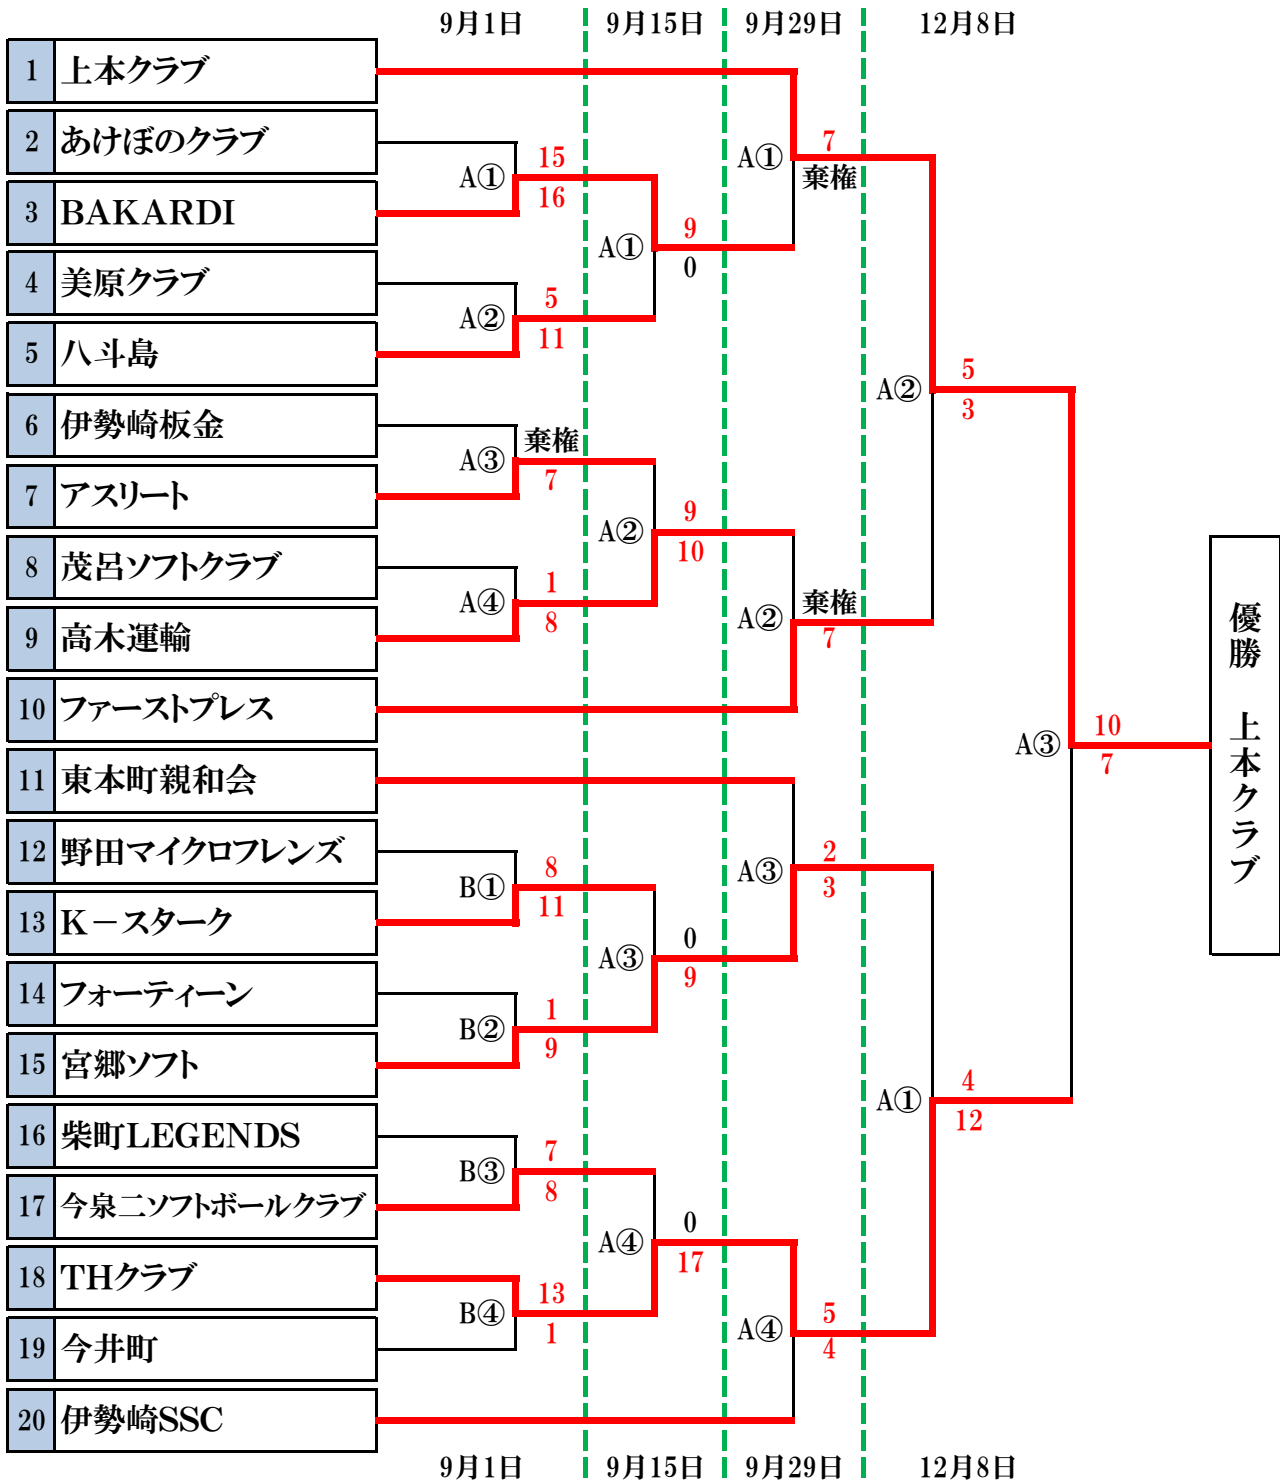 9月1日 9月15日 9月29日 12月8日
1 上本クラブ
2 あけぼのクラブ
3 BAKARDI
4 美原クラブ
5 八斗島
6 伊勢崎板金
7 アスリート
8 茂呂ソフトクラブ
9 高木運輸
10 ファーストプレス
11 東本町親和会
12 野田マイクロフレンズ
13 K－スターク
14 フォーティーン
15 宮郷ソフト
16 柴町LEGENDS
17 今泉二ソフトボールクラブ
18 THクラブ
19 今井町
20 伊勢崎SSC
A① 15 16
A② 5 11
A③ 棄権 7
A④ 1 8
B① 8 11
B② 1 9
B③ 7 8
B④ 13 1
A① 9 0
A② 9 10
A③ 0 9
A④ 0 17
A① 7 棄権
A② 棄権 7
A③ 2 3
A④ 5 4
A② 5 3
A① 4 12
A③ 10 7
優勝 上本クラブ
9月1日 9月15日 9月29日 12月8日